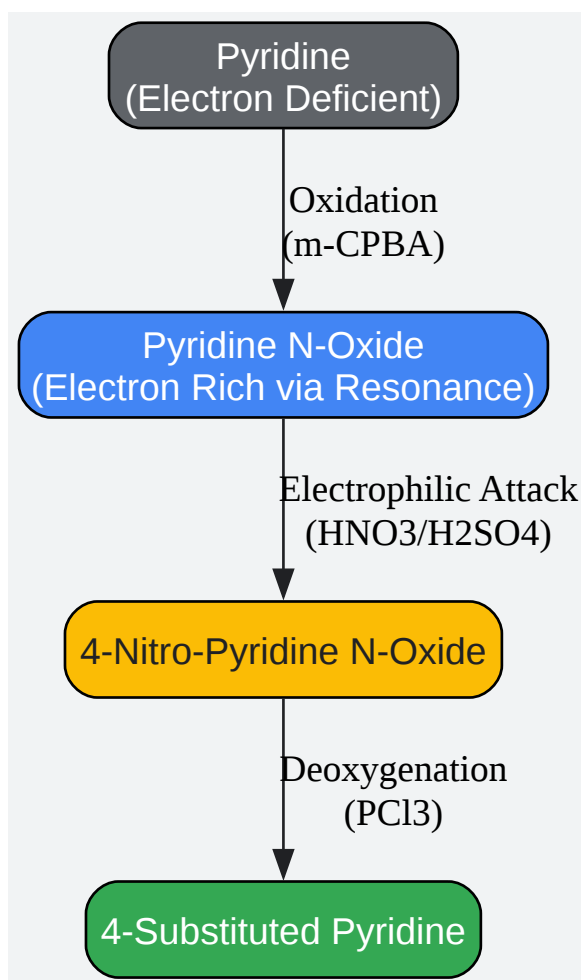 Pyridine
(Electron Deficient)
Oxidation
(m-CPBA)
Pyridine N-Oxide
(Electron Rich via Resonance)
Electrophilic Attack
(HNO3/H2SO4)
4-Nitro-Pyridine N-Oxide
Deoxygenation
(PCl3)
4-Substituted Pyridine